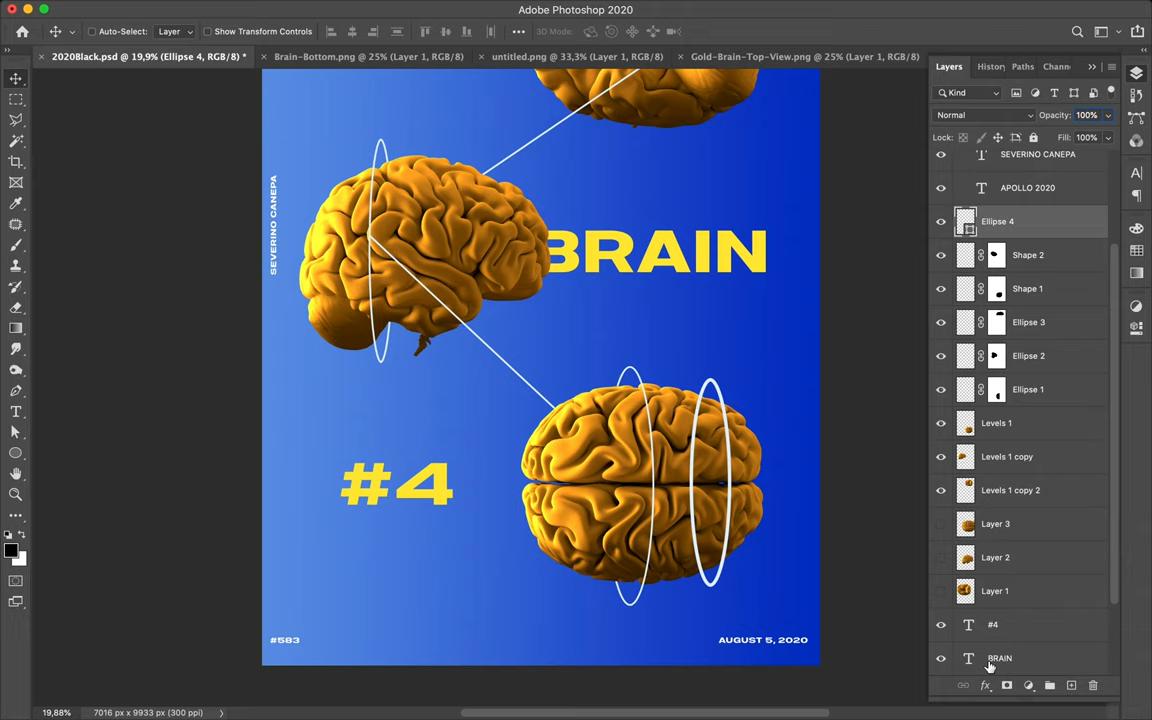 Adobe Photoshop 2020
Auto-Select: Layer Show Transform Controls 3D Mode:
2020Black.psd @ 19,9% (Ellipse 4, RGB/8) * Brain-Bottom.png @ 25% (Layer 1, RGB/8) untitled.png @ 33,3% (Layer 1, RGB/8) Gold-Brain-Top-View.png @ 25% (Layer 1, RGB/8)
Layers Histor Paths Chann
Kind
Normal Opacity: 100%
Lock: Fill: 100%
SEVERINO CANEPA
APOLLO 2020
Ellipse 4
Shape 2
Shape 1
Ellipse 3
Ellipse 2
Ellipse 1
Levels 1
Levels 1 copy
Levels 1 copy 2
Layer 3
Layer 2
Layer 1
#4
BRAIN
SEVERINO CANEPA
BRAIN
#4
#583 AUGUST 5, 2020
19,88% 7016 px x 9933 px (300 ppi)